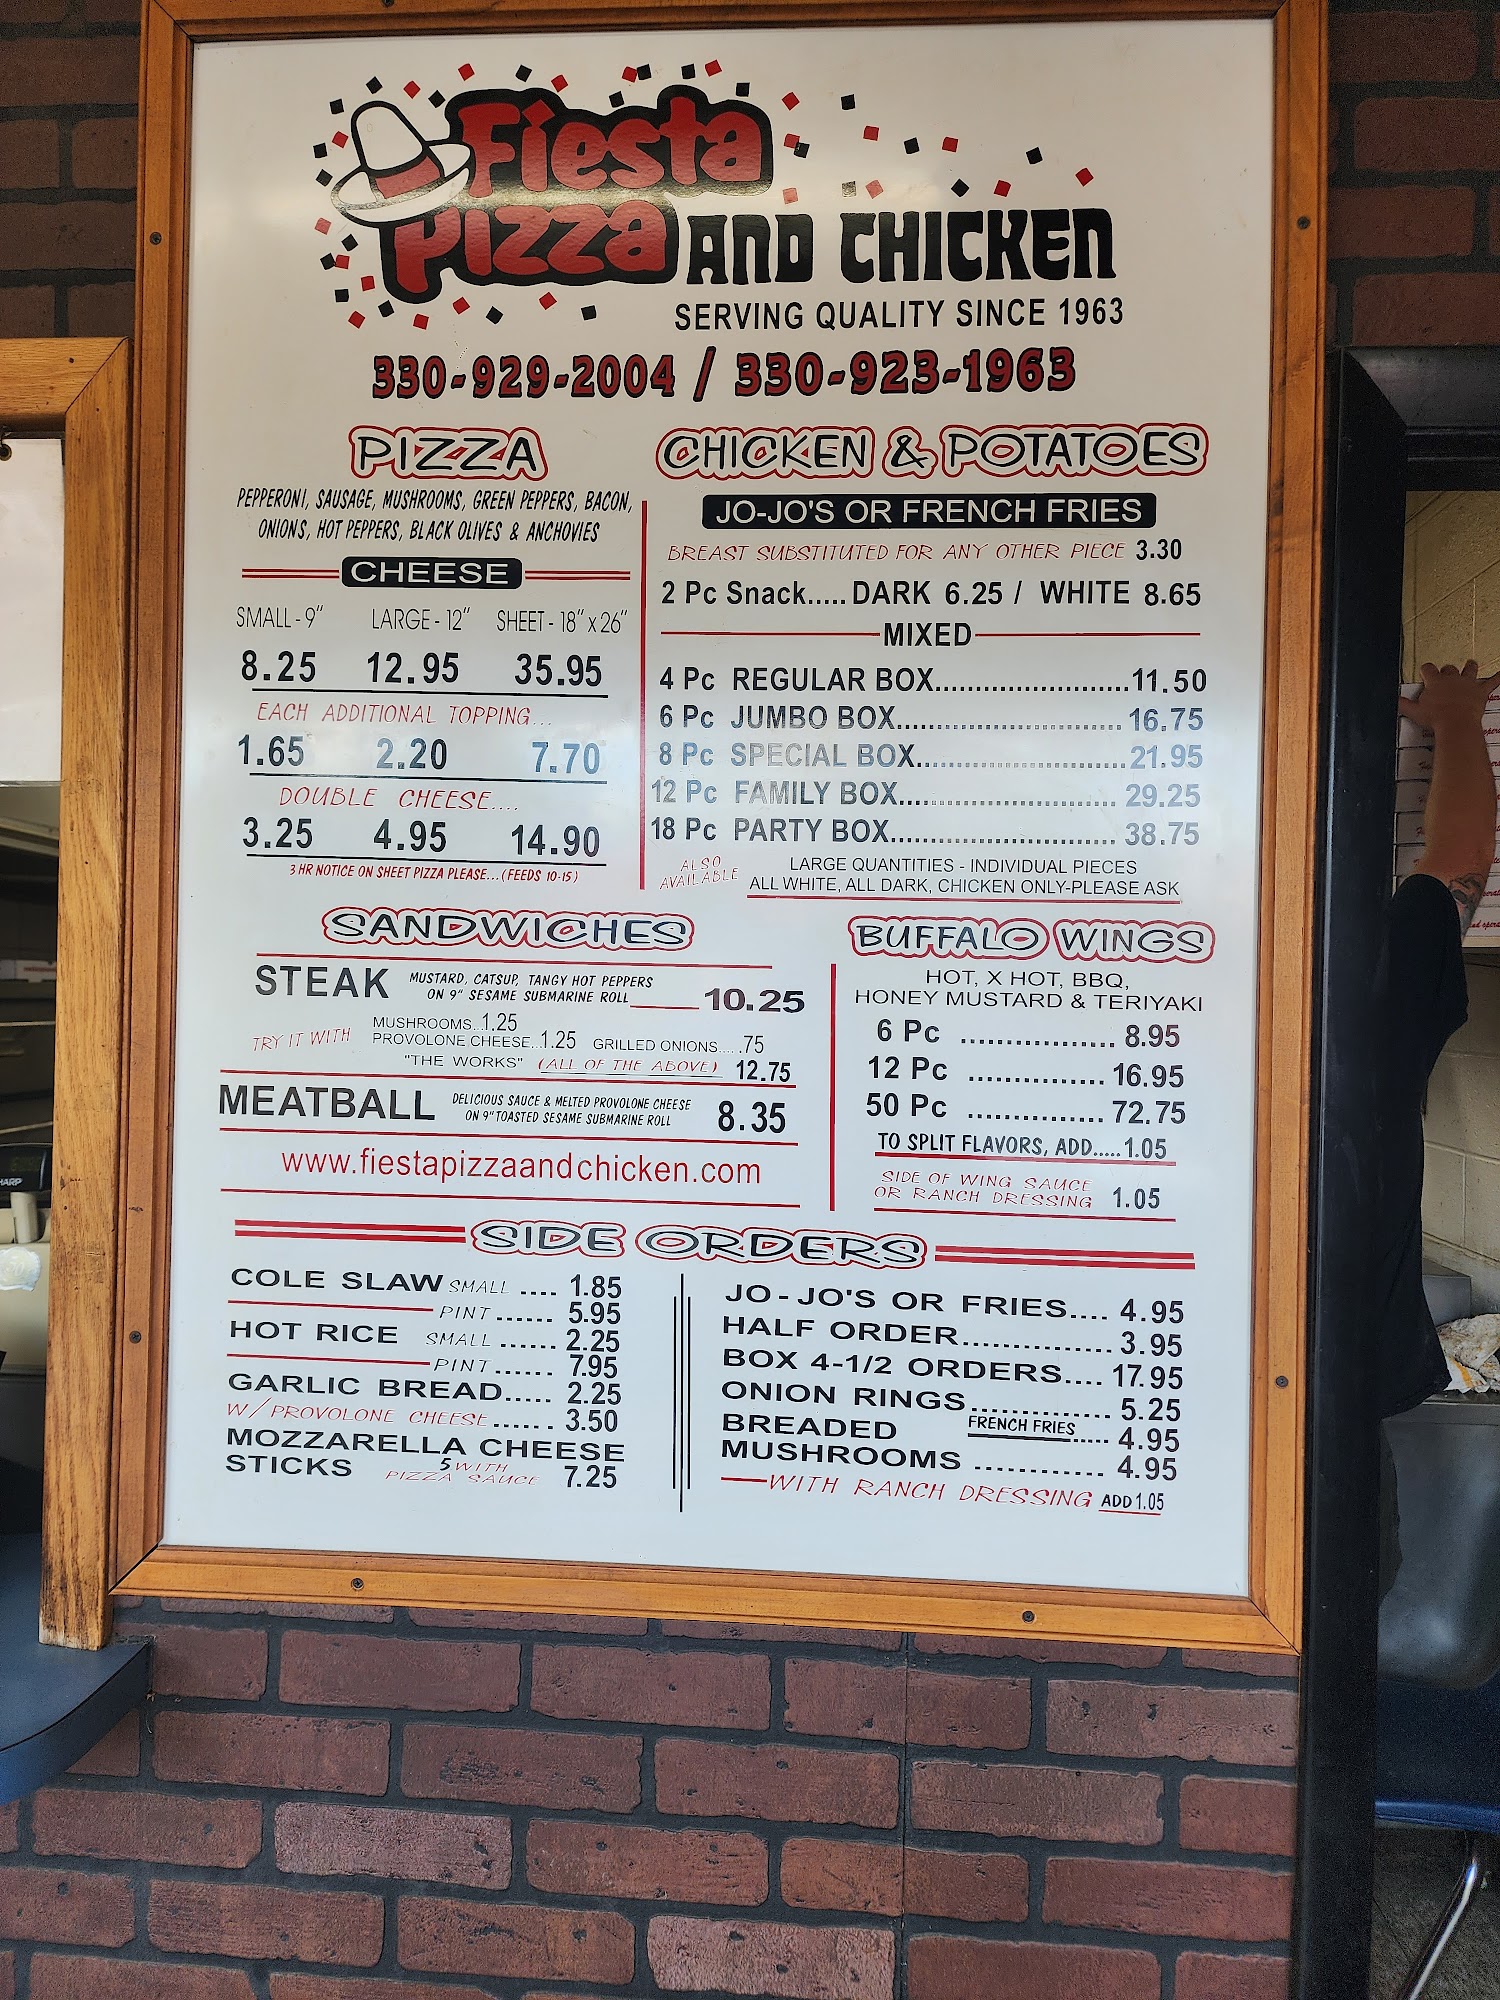 Fiesta
Pizza AND CHICKEN
SERVING QUALITY SINCE 1963
330-929-2004 / 330-923-1963
PIZZA
PEPPERONI, SAUSAGE, MUSHROOMS, GREEN PEPPERS, BACON,
ONIONS, HOT PEPPERS, BLACK OLIVES & ANCHOVIES
CHEESE
SMALL - 9" LARGE - 12" SHEET - 18" x 26"
8.25 12.95 35.95
EACH ADDITIONAL TOPPING...
1.65 2.20 7.70
DOUBLE CHEESE....
3.25 4.95 14.90
3 HR NOTICE ON SHEET PIZZA PLEASE...(FEEDS 10-15)
CHICKEN & POTATOES
JO-JO'S OR FRENCH FRIES
BREAST SUBSTITUTED FOR ANY OTHER PIECE 3.30
2 Pc Snack..... DARK 6.25 / WHITE 8.65
MIXED
4 Pc REGULAR BOX........................11.50
6 Pc JUMBO BOX............................ 16.75
8 Pc SPECIAL BOX..........................21.95
12 Pc FAMILY BOX........................... 29.25
18 Pc PARTY BOX............................ 38.75
ALSO AVAILABLE
LARGE QUANTITIES - INDIVIDUAL PIECES
ALL WHITE, ALL DARK, CHICKEN ONLY-PLEASE ASK
SANDWICHES
STEAK MUSTARD, CATSUP, TANGY HOT PEPPERS
ON 9" SESAME SUBMARINE ROLL 10.25
TRY IT WITH
MUSHROOMS..1.25
PROVOLONE CHEESE..1.25 GRILLED ONIONS.... .75
"THE WORKS" (ALL OF THE ABOVE) 12.75
MEATBALL DELICIOUS SAUCE & MELTED PROVOLONE CHEESE
ON 9" TOASTED SESAME SUBMARINE ROLL 8.35
www.fiestapizzaandchicken.com
BUFFALO WINGS
HOT, X HOT, BBQ,
HONEY MUSTARD & TERIYAKI
6 Pc ................. 8.95
12 Pc ............... 16.95
50 Pc ............... 72.75
TO SPLIT FLAVORS, ADD.....1.05
SIDE OF WING SAUCE
OR RANCH DRESSING 1.05
SIDE ORDERS
COLE SLAW SMALL .... 1.85
PINT ...... 5.95
HOT RICE SMALL ...... 2.25
PINT ...... 7.95
GARLIC BREAD..... 2.25
W/PROVOLONE CHEESE...... 3.50
MOZZARELLA CHEESE
STICKS 5 WITH
PIZZA SAUCE 7.25
JO-JO'S OR FRIES.... 4.95
HALF ORDER............... 3.95
BOX 4-1/2 ORDERS.... 17.95
ONION RINGS.............. 5.25
FRENCH FRIES..... 4.95
BREADED
MUSHROOMS ............. 4.95
WITH RANCH DRESSING ADD 1.05